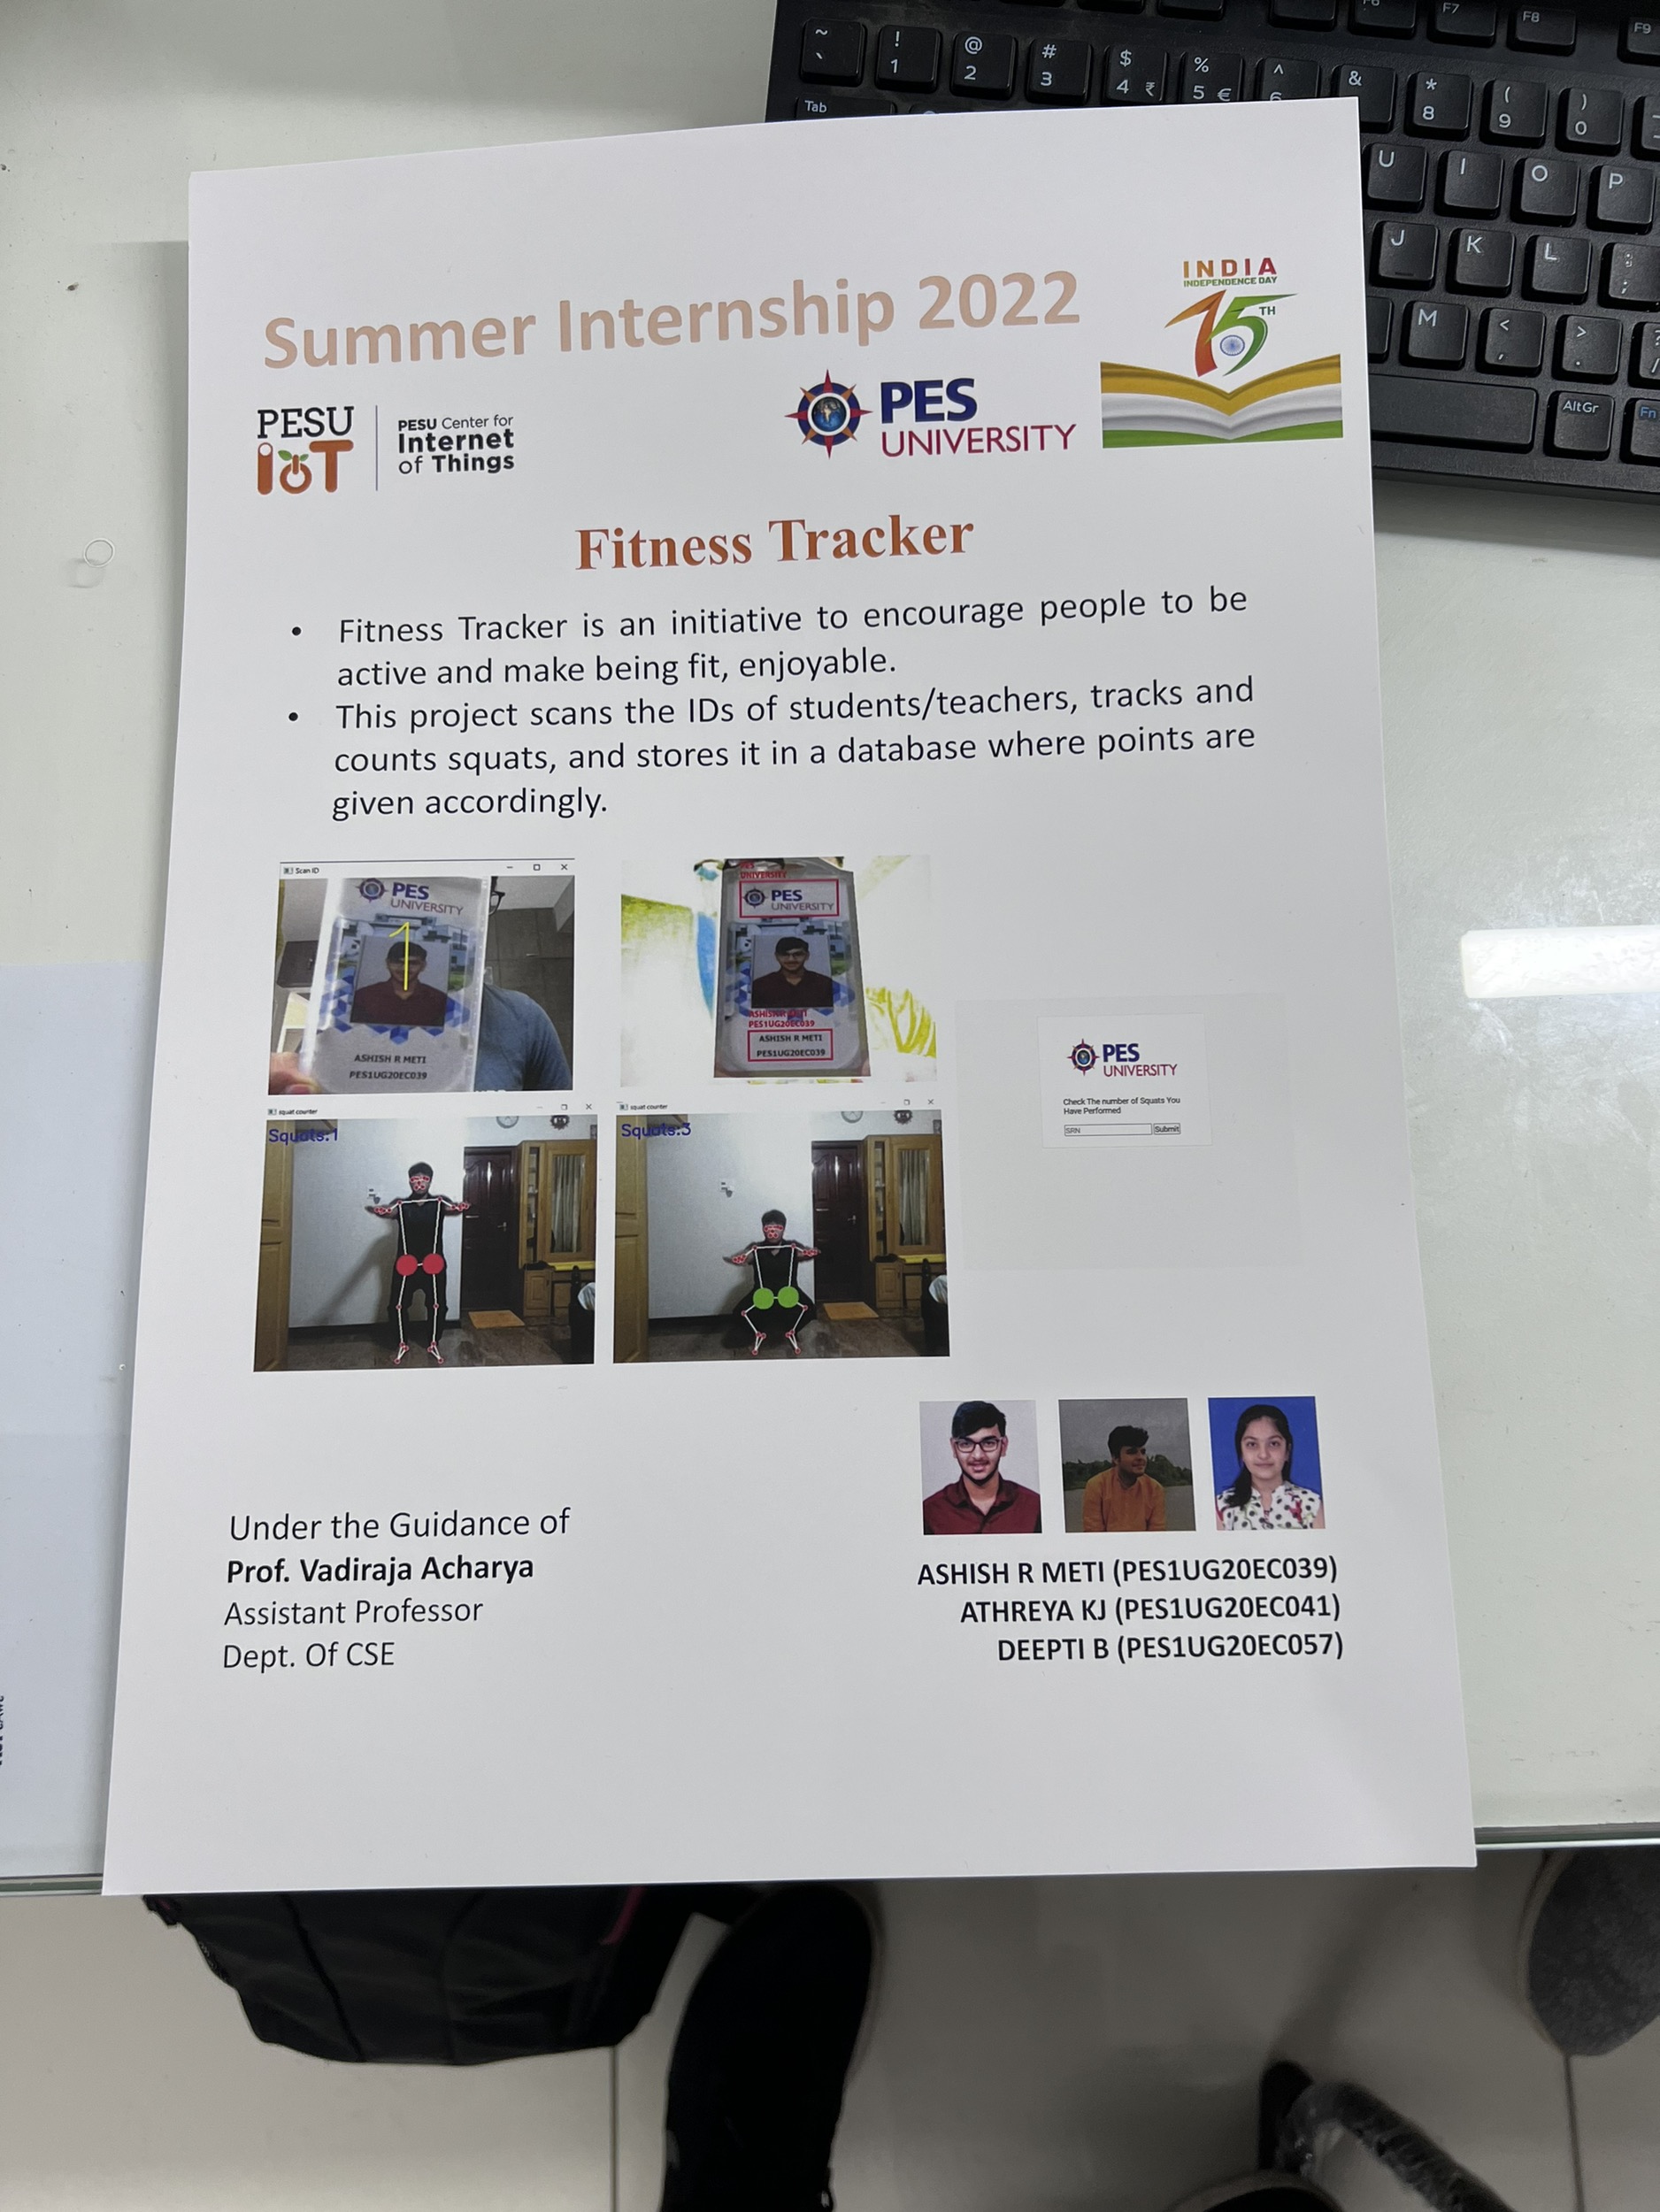 ~ `
! 1
@ 2
# 3
$ 4 ₹
% 5 €
^ 6
&
* 8
( 9
) 0
F7
F8
F9
Tab
U
I
O
P
J
K
L
: ;
M
< ,
> .
AltGr
Fn
Summer Internship 2022
INDIA
INDEPENDENCE DAY
75TH
PESU
IoT
PESU Center for
Internet
of Things
PES
UNIVERSITY
Fitness Tracker
• Fitness Tracker is an initiative to encourage people to be
active and make being fit, enjoyable.
• This project scans the IDs of students/teachers, tracks and
counts squats, and stores it in a database where points are
given accordingly.
Scan ID
PES
UNIVERSITY
1
ASHISH R METI
PES1UG20EC039
UNIVERSITY
PES
UNIVERSITY
ASHISH R METI
PES1UG20EC039
ASHISH R METI
PES1UG20EC039
PES
UNIVERSITY
Check The number of Squats You
Have Performed
SRN
Submit
squat counter
Squats:1
squat counter
Squats:3
Under the Guidance of
Prof. Vadiraja Acharya
Assistant Professor
Dept. Of CSE
ASHISH R METI (PES1UG20EC039)
ATHREYA KJ (PES1UG20EC041)
DEEPTI B (PES1UG20EC057)